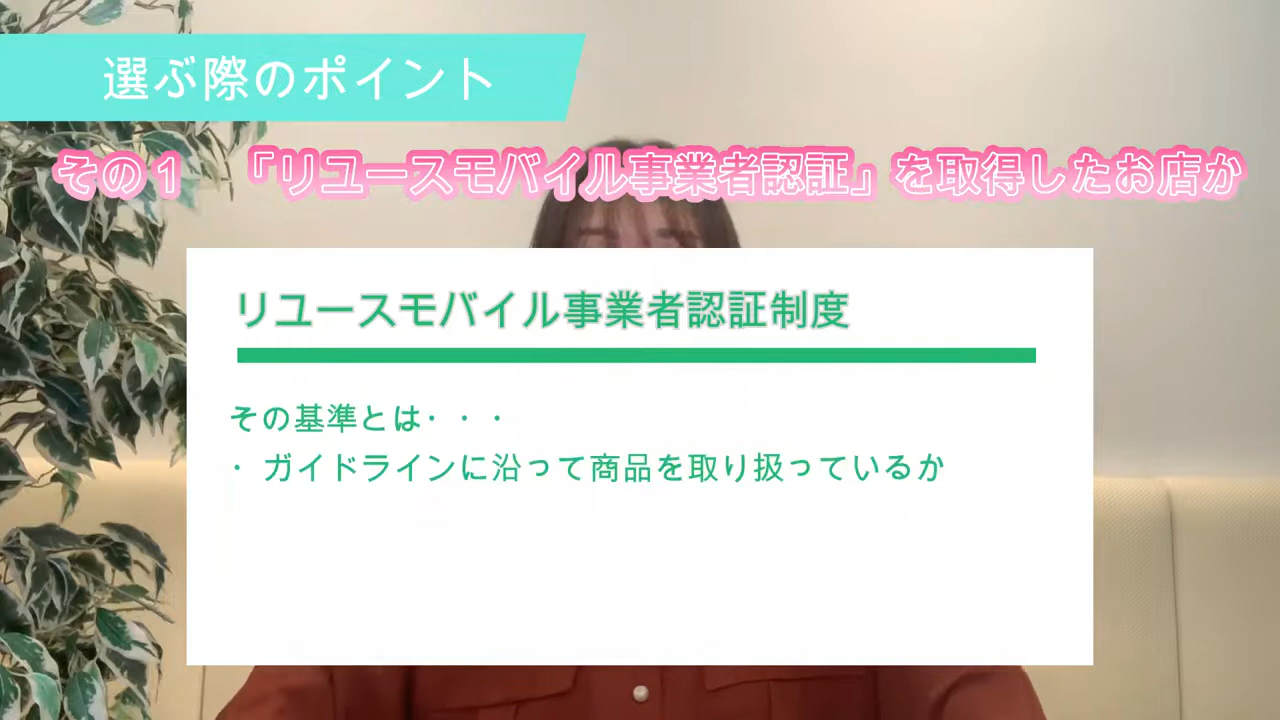 選ぶ際のポイント
その１　「リユースモバイル事業者認証」を取得したお店か
リユースモバイル事業者認証制度
その基準とは・・・
・ガイドラインに沿って商品を取り扱っているか